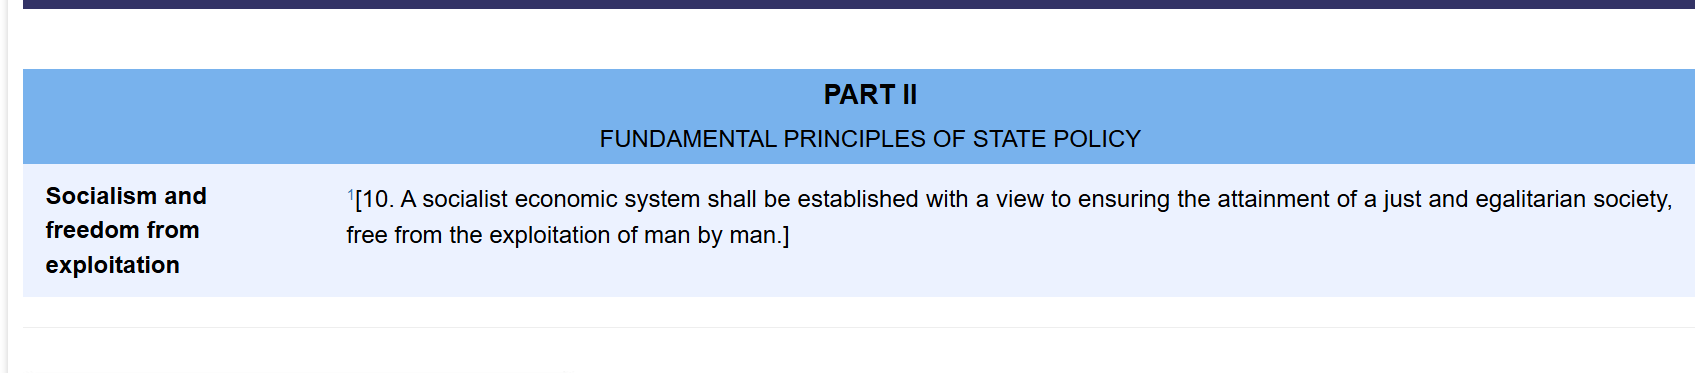 PART II
FUNDAMENTAL PRINCIPLES OF STATE POLICY
Socialism and
freedom from
exploitation
1[10. A socialist economic system shall be established with a view to ensuring the attainment of a just and egalitarian society,
free from the exploitation of man by man.]